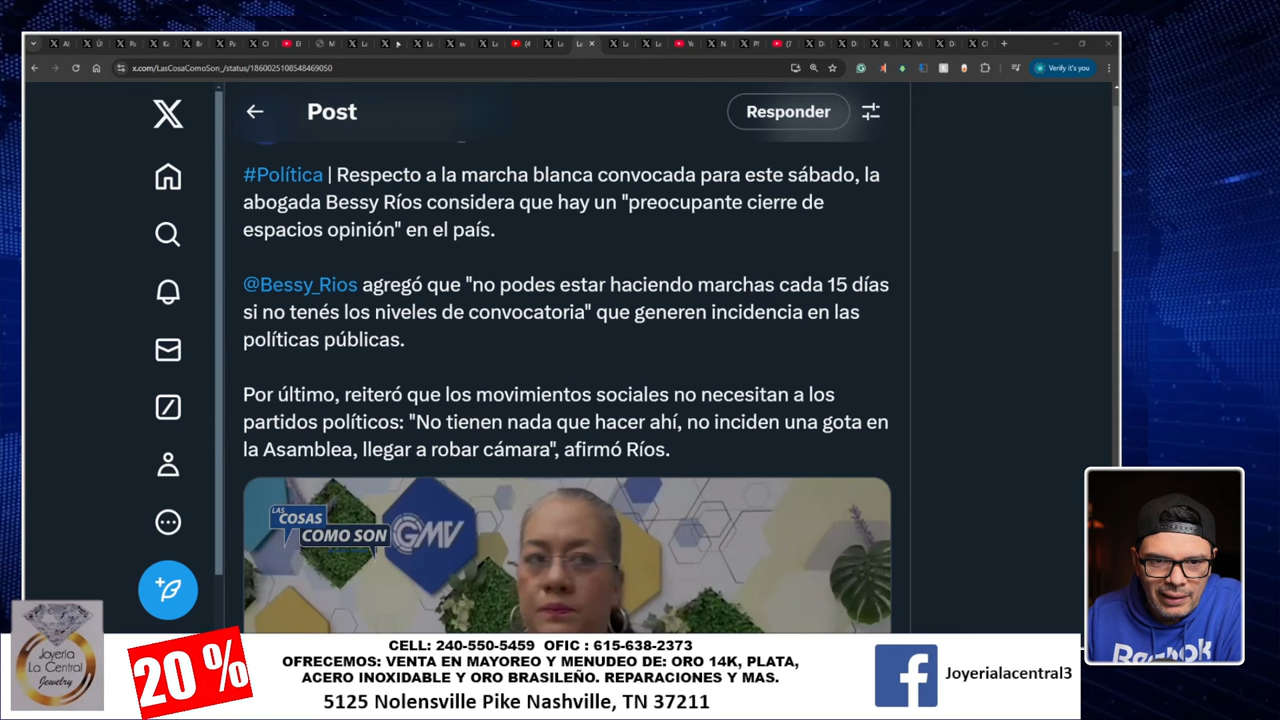 x.com/LasCosaComoSon_/status/1860025108548469050
Verify it's you
Post
Responder
#Política | Respecto a la marcha blanca convocada para este sábado, la
abogada Bessy Ríos considera que hay un "preocupante cierre de
espacios opinión" en el país.
@Bessy_Rios agregó que "no podes estar haciendo marchas cada 15 días
si no tenés los niveles de convocatoria" que generen incidencia en las
políticas públicas.
Por último, reiteró que los movimientos sociales no necesitan a los
partidos políticos: "No tienen nada que hacer ahí, no inciden una gota en
la Asamblea, llegar a robar cámara", afirmó Ríos.
LAS
COSAS
COMO SON
GMV
Reebok
Joyeria
La Central
Jewelry
20 %
CELL: 240-550-5459 OFIC : 615-638-2373
OFRECEMOS: VENTA EN MAYOREO Y MENUDEO DE: ORO 14K, PLATA,
ACERO INOXIDABLE Y ORO BRASILEÑO. REPARACIONES Y MAS.
5125 Nolensville Pike Nashville, TN 37211
Joyerialacentral3